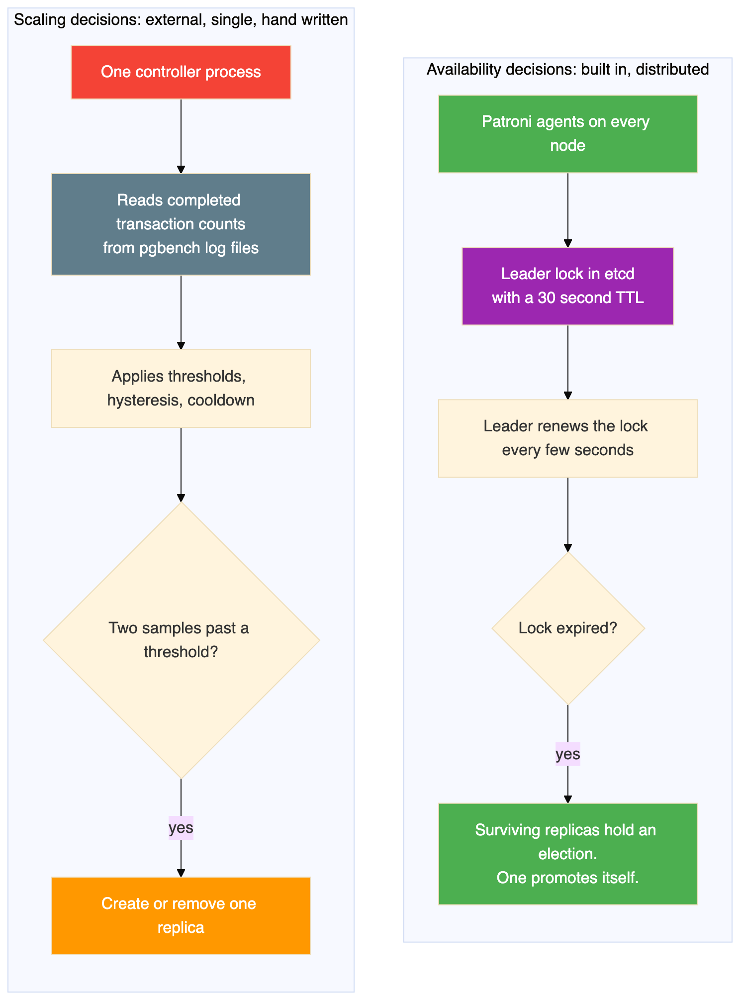 Scaling decisions: external, single, hand written
One controller process
Reads completed
transaction counts
from pgbench log files
Applies thresholds,
hysteresis, cooldown
Two samples past a
threshold?
yes
Create or remove one
replica
Availability decisions: built in, distributed
Patroni agents on every
node
Leader lock in etcd
with a 30 second TTL
Leader renews the lock
every few seconds
Lock expired?
yes
Surviving replicas hold an
election.
One promotes itself.